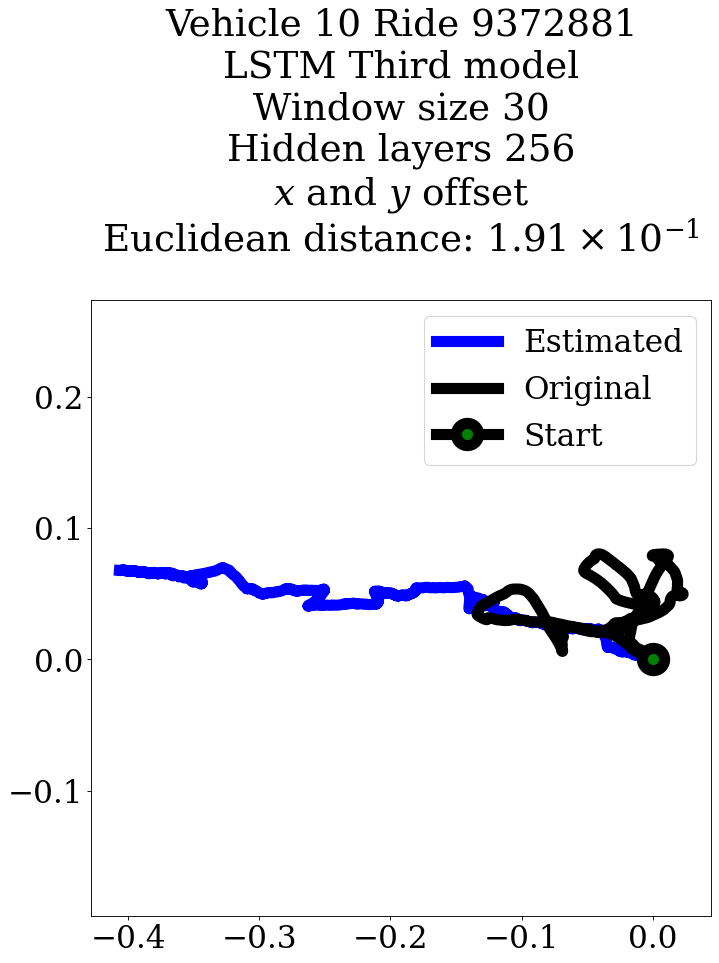 Vehicle 10 Ride 9372881
LSTM Third model
Window size 30
Hidden layers 256
x and y offset
Euclidean distance: 1.91 × 10⁻¹
Estimated
Original
Start
0.2
0.1
0.0
−0.1
−0.4 −0.3 −0.2 −0.1 0.0